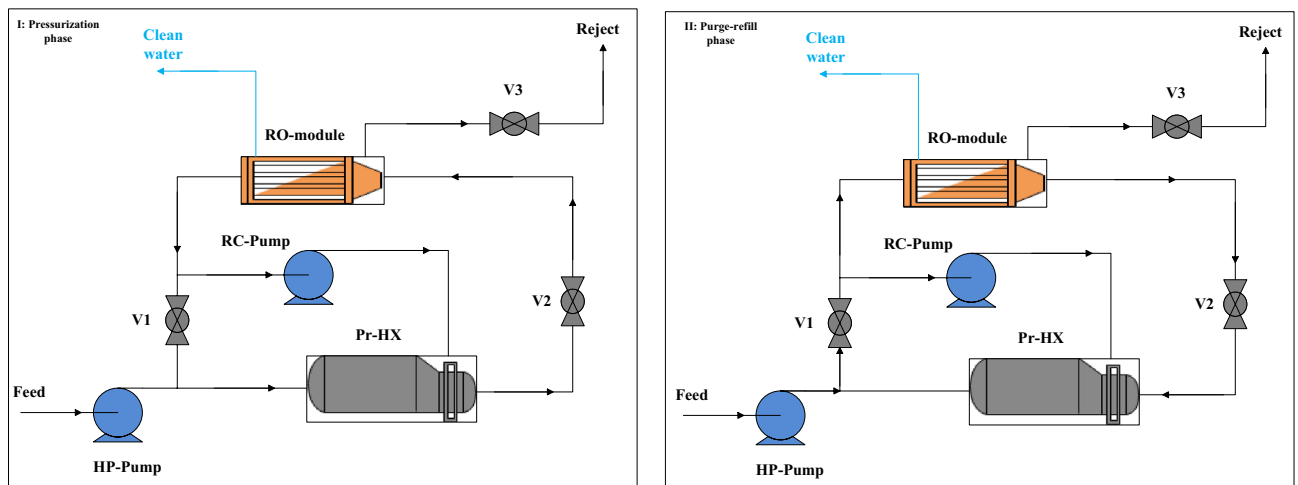 I: Pressurization
phase
Clean
water
Reject
V3
RO-module
RC-Pump
V1
V2
Pr-HX
Feed
HP-Pump
II: Purge-refill
phase
Clean
water
Reject
V3
RO-module
RC-Pump
V1
V2
Pr-HX
Feed
HP-Pump